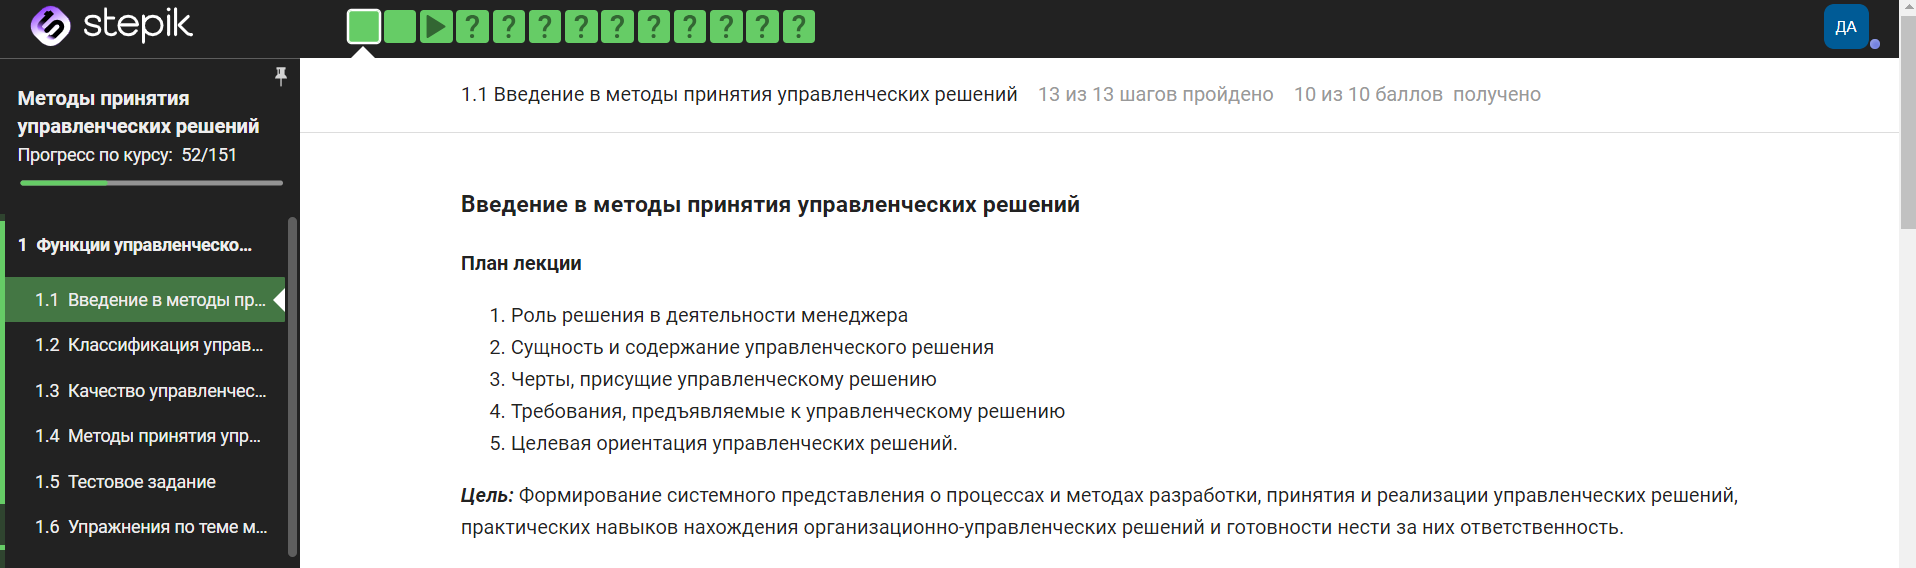 stepik
? ? ? ? ? ? ? ? ? ?
ДА
Методы принятия
управленческих решений
Прогресс по курсу: 52/151
1 Функции управленческо...
1.1 Введение в методы пр...
1.2 Классификация управ...
1.3 Качество управленчес...
1.4 Методы принятия упр...
1.5 Тестовое задание
1.6 Упражнения по теме м...
1.1 Введение в методы принятия управленческих решений 13 из 13 шагов пройдено 10 из 10 баллов получено
Введение в методы принятия управленческих решений
План лекции
1. Роль решения в деятельности менеджера
2. Сущность и содержание управленческого решения
3. Черты, присущие управленческому решению
4. Требования, предъявляемые к управленческому решению
5. Целевая ориентация управленческих решений.
Цель: Формирование системного представления о процессах и методах разработки, принятия и реализации управленческих решений,
практических навыков нахождения организационно-управленческих решений и готовности нести за них ответственность.